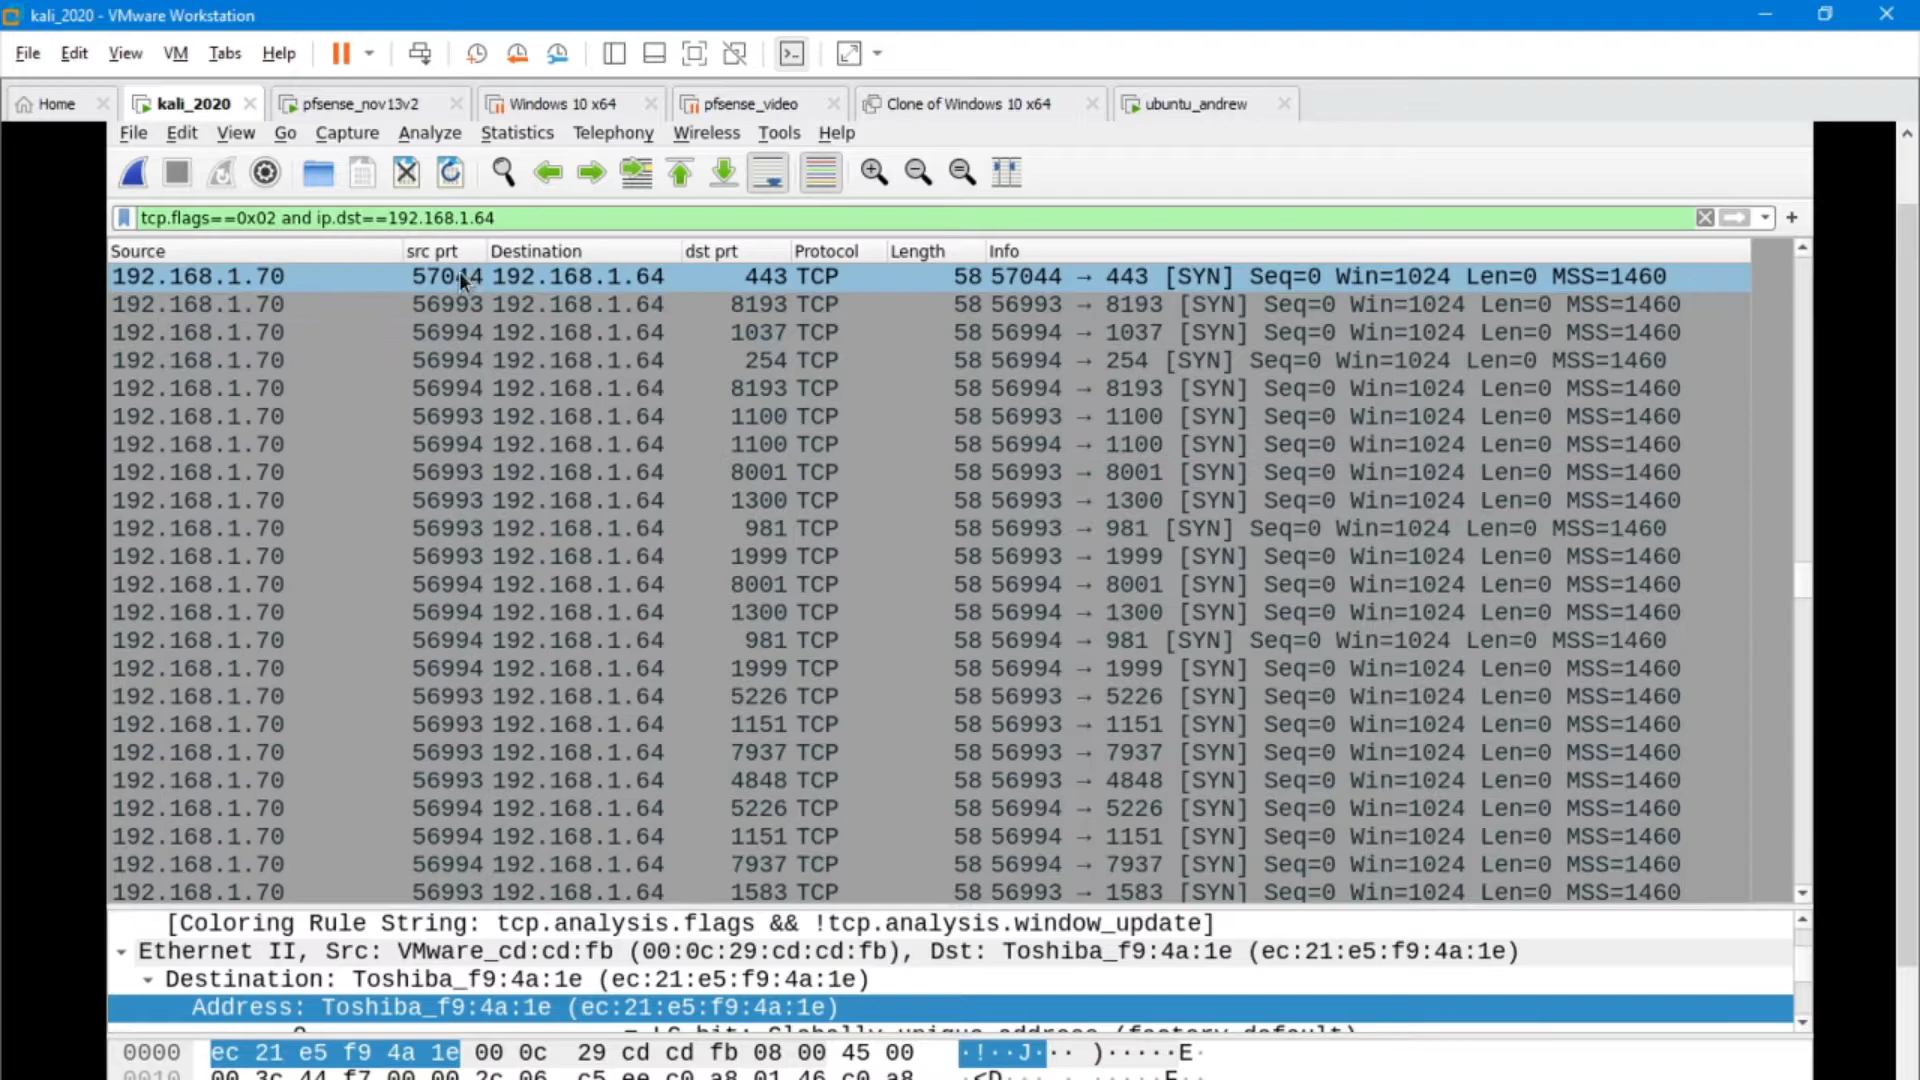 kali_2020 - VMware Workstation
File Edit View VM Tabs Help
Home kali_2020 pfsense_nov13v2 Windows 10 x64 pfsense_video Clone of Windows 10 x64 ubuntu_andrew
File Edit View Go Capture Analyze Statistics Telephony Wireless Tools Help
tcp.flags==0x02 and ip.dst==192.168.1.64
Source src prt Destination dst prt Protocol Length Info
192.168.1.70 57044 192.168.1.64 443 TCP 58 57044 → 443 [SYN] Seq=0 Win=1024 Len=0 MSS=1460
192.168.1.70 56993 192.168.1.64 8193 TCP 58 56993 → 8193 [SYN] Seq=0 Win=1024 Len=0 MSS=1460
192.168.1.70 56994 192.168.1.64 1037 TCP 58 56994 → 1037 [SYN] Seq=0 Win=1024 Len=0 MSS=1460
192.168.1.70 56994 192.168.1.64 254 TCP 58 56994 → 254 [SYN] Seq=0 Win=1024 Len=0 MSS=1460
192.168.1.70 56994 192.168.1.64 8193 TCP 58 56994 → 8193 [SYN] Seq=0 Win=1024 Len=0 MSS=1460
192.168.1.70 56993 192.168.1.64 1100 TCP 58 56993 → 1100 [SYN] Seq=0 Win=1024 Len=0 MSS=1460
192.168.1.70 56994 192.168.1.64 1100 TCP 58 56994 → 1100 [SYN] Seq=0 Win=1024 Len=0 MSS=1460
192.168.1.70 56993 192.168.1.64 8001 TCP 58 56993 → 8001 [SYN] Seq=0 Win=1024 Len=0 MSS=1460
192.168.1.70 56993 192.168.1.64 1300 TCP 58 56993 → 1300 [SYN] Seq=0 Win=1024 Len=0 MSS=1460
192.168.1.70 56993 192.168.1.64 981 TCP 58 56993 → 981 [SYN] Seq=0 Win=1024 Len=0 MSS=1460
192.168.1.70 56993 192.168.1.64 1999 TCP 58 56993 → 1999 [SYN] Seq=0 Win=1024 Len=0 MSS=1460
192.168.1.70 56994 192.168.1.64 8001 TCP 58 56994 → 8001 [SYN] Seq=0 Win=1024 Len=0 MSS=1460
192.168.1.70 56994 192.168.1.64 1300 TCP 58 56994 → 1300 [SYN] Seq=0 Win=1024 Len=0 MSS=1460
192.168.1.70 56994 192.168.1.64 981 TCP 58 56994 → 981 [SYN] Seq=0 Win=1024 Len=0 MSS=1460
192.168.1.70 56994 192.168.1.64 1999 TCP 58 56994 → 1999 [SYN] Seq=0 Win=1024 Len=0 MSS=1460
192.168.1.70 56993 192.168.1.64 5226 TCP 58 56993 → 5226 [SYN] Seq=0 Win=1024 Len=0 MSS=1460
192.168.1.70 56993 192.168.1.64 1151 TCP 58 56993 → 1151 [SYN] Seq=0 Win=1024 Len=0 MSS=1460
192.168.1.70 56993 192.168.1.64 7937 TCP 58 56993 → 7937 [SYN] Seq=0 Win=1024 Len=0 MSS=1460
192.168.1.70 56993 192.168.1.64 4848 TCP 58 56993 → 4848 [SYN] Seq=0 Win=1024 Len=0 MSS=1460
192.168.1.70 56994 192.168.1.64 5226 TCP 58 56994 → 5226 [SYN] Seq=0 Win=1024 Len=0 MSS=1460
192.168.1.70 56994 192.168.1.64 1151 TCP 58 56994 → 1151 [SYN] Seq=0 Win=1024 Len=0 MSS=1460
192.168.1.70 56994 192.168.1.64 7937 TCP 58 56994 → 7937 [SYN] Seq=0 Win=1024 Len=0 MSS=1460
192.168.1.70 56993 192.168.1.64 1583 TCP 58 56993 → 1583 [SYN] Seq=0 Win=1024 Len=0 MSS=1460
[Coloring Rule String: tcp.analysis.flags && !tcp.analysis.window_update]
Ethernet II, Src: VMware_cd:cd:fb (00:0c:29:cd:cd:fb), Dst: Toshiba_f9:4a:1e (ec:21:e5:f9:4a:1e)
Destination: Toshiba_f9:4a:1e (ec:21:e5:f9:4a:1e)
Address: Toshiba_f9:4a:1e (ec:21:e5:f9:4a:1e)
= LG bit: Globally unique address (factory default)
0000 ec 21 e5 f9 4a 1e 00 0c 29 cd cd fb 08 00 45 00 ·!··J··· )·····E·